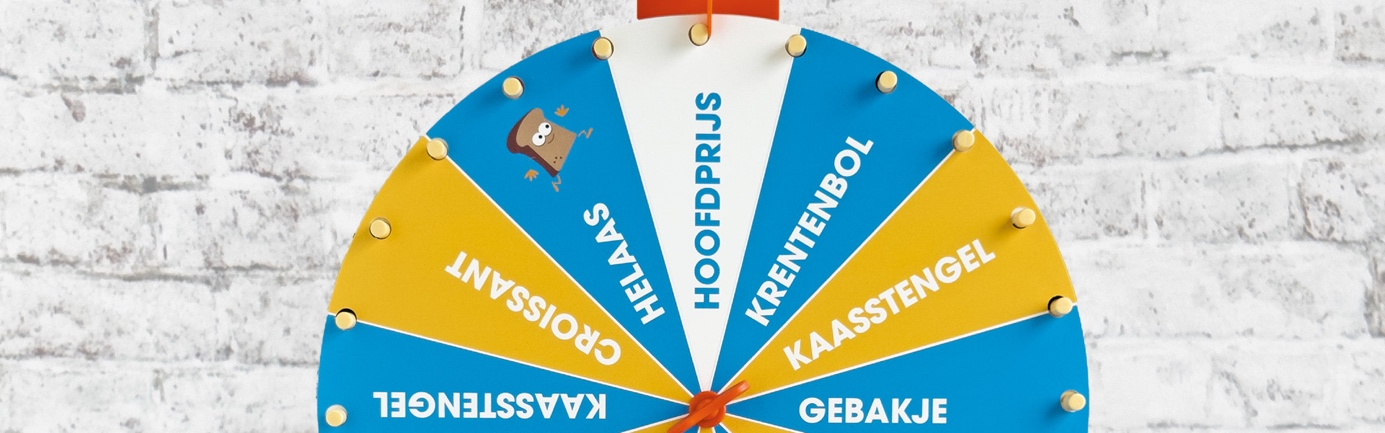 KAASSTENGEL
CROISSANT
HELAAS
HOOFDPRIJS
KRENTENBOL
KAASSTENGEL
GEBAKJE